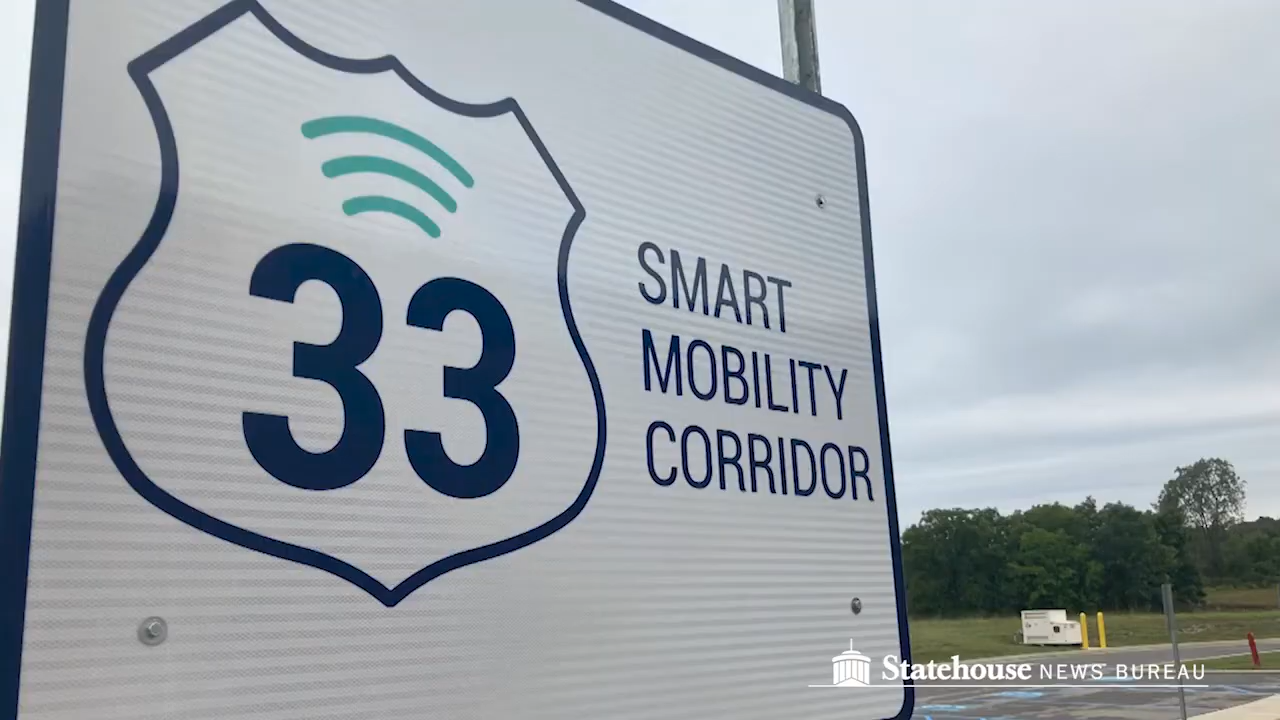 33
SMART
MOBILITY
CORRIDOR
Statehouse NEWS BUREAU